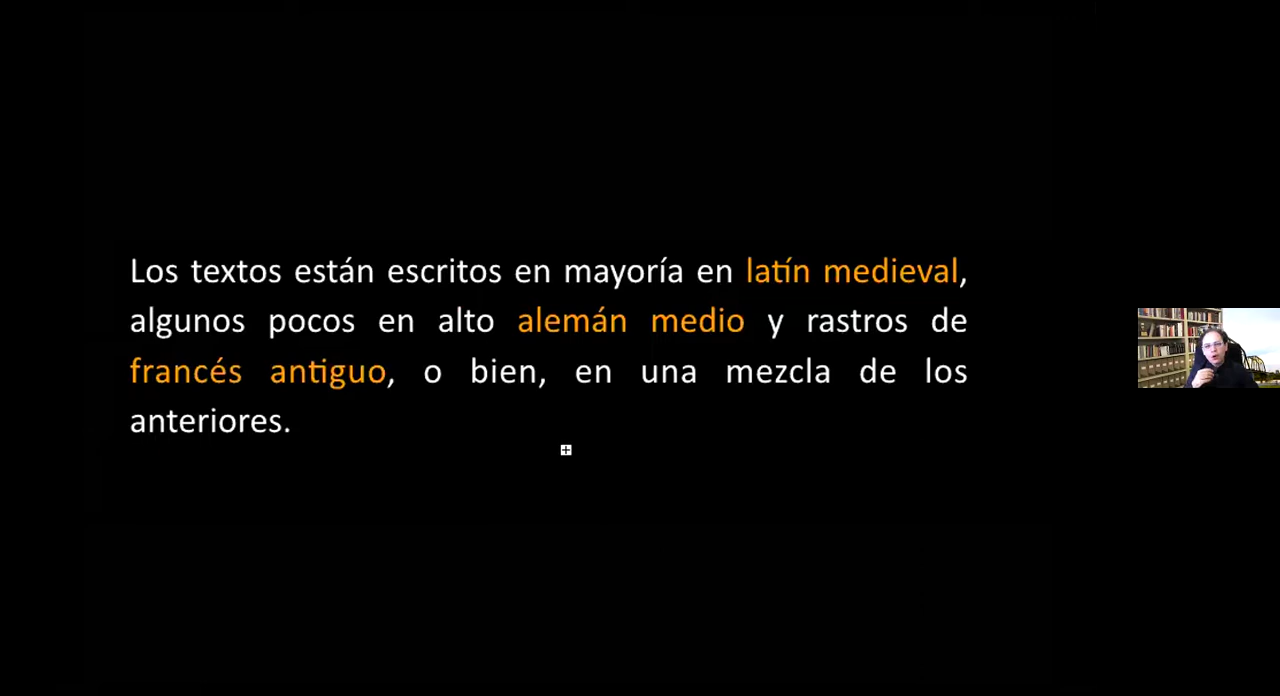 Los textos están escritos en mayoría en latín medieval,
algunos pocos en alto alemán medio y rastros de
francés antiguo, o bien, en una mezcla de los
anteriores.